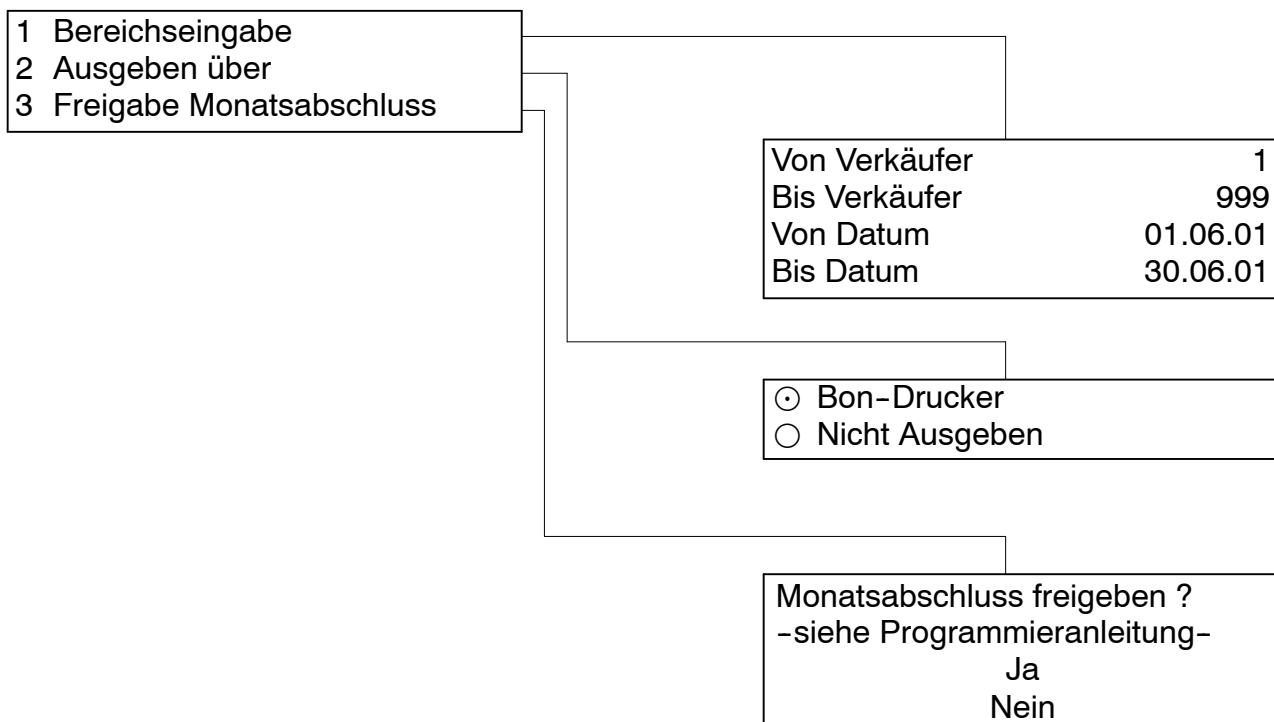 1 Bereichseingabe
2 Ausgeben über
3 Freigabe Monatsabschluss
Von Verkäufer 1
Bis Verkäufer 999
Von Datum 01.06.01
Bis Datum 30.06.01
Bon-Drucker
Nicht Ausgeben
Monatsabschluss freigeben ?
-siehe Programmieranleitung-
Ja
Nein